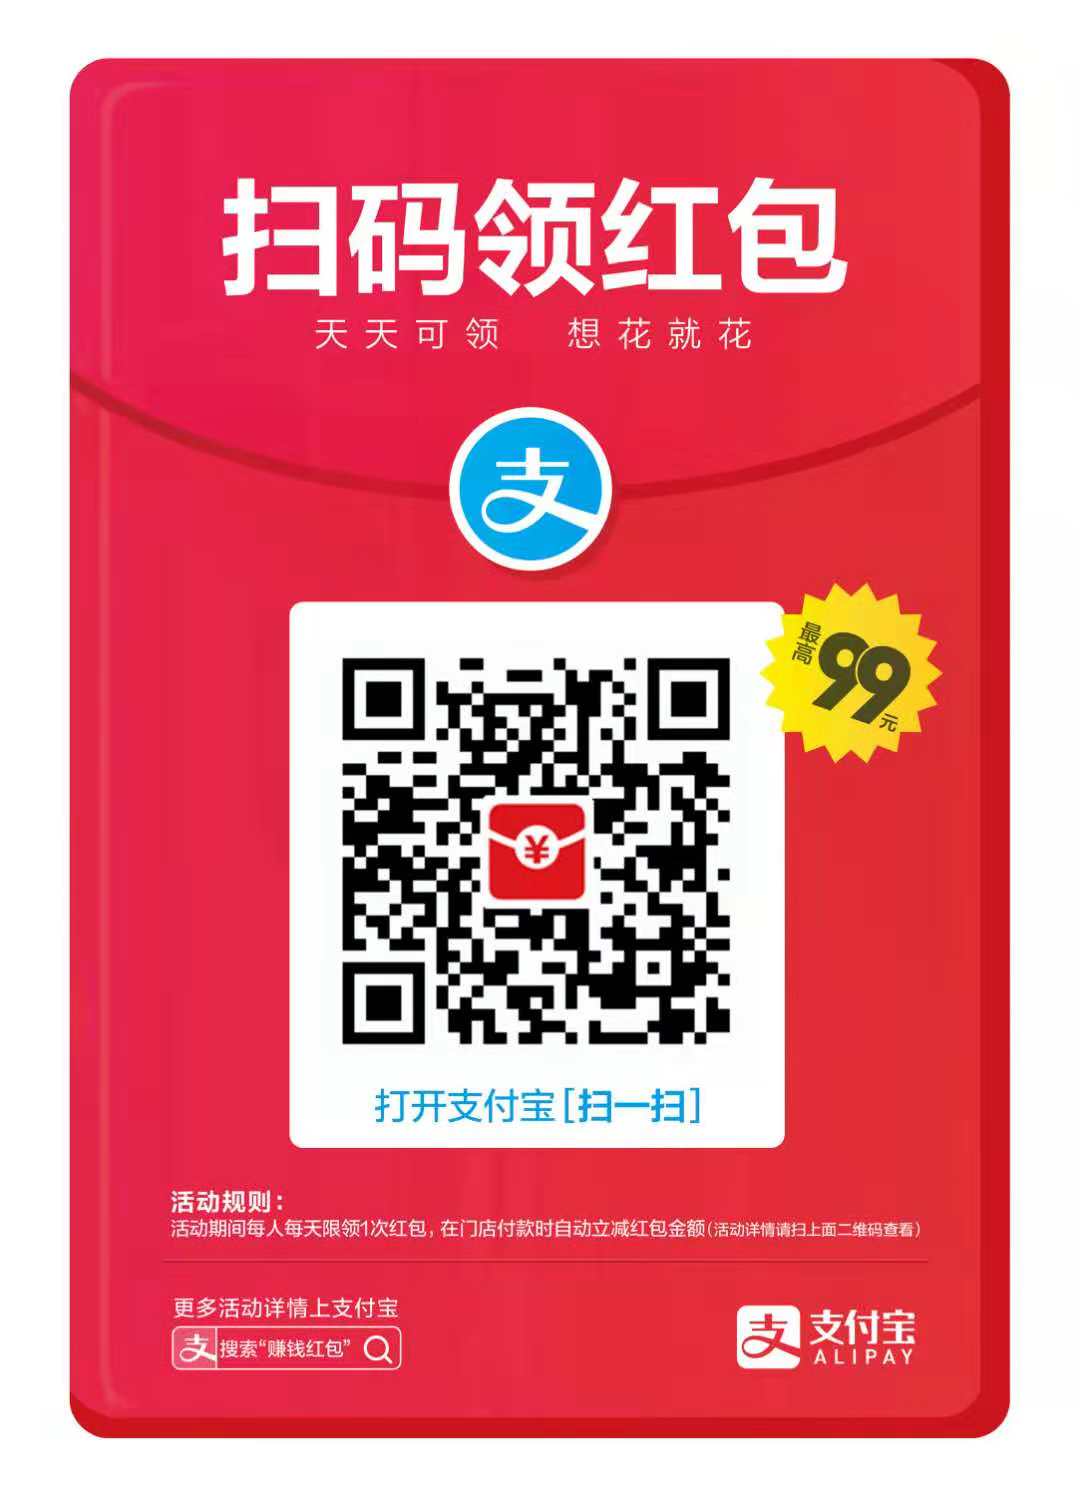 扫码领红包
天天可领 想花就花
支
最高99元
¥
打开支付宝[扫一扫]
活动规则：
活动期间每人每天限领1次红包，在门店付款时自动立减红包金额(活动详情请扫上面二维码查看)
更多活动详情上支付宝
支 搜索“赚钱红包”
支 支付宝
ALIPAY